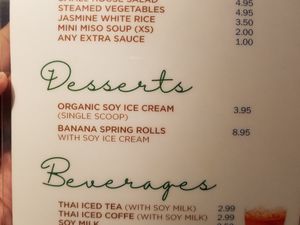 STEAMED VEGETABLES 4.95
JASMINE WHITE RICE 3.50
MINI MISO SOUP (XS) 2.00
ANY EXTRA SAUCE 1.00
Desserts
ORGANIC SOY ICE CREAM 3.95
(SINGLE SCOOP)
BANANA SPRING ROLLS 8.95
WITH SOY ICE CREAM
Beverages
THAI ICED TEA (WITH SOY MILK) 2.99
THAI ICED COFFE (WITH SOY MILK) 2.99
SOY MILK